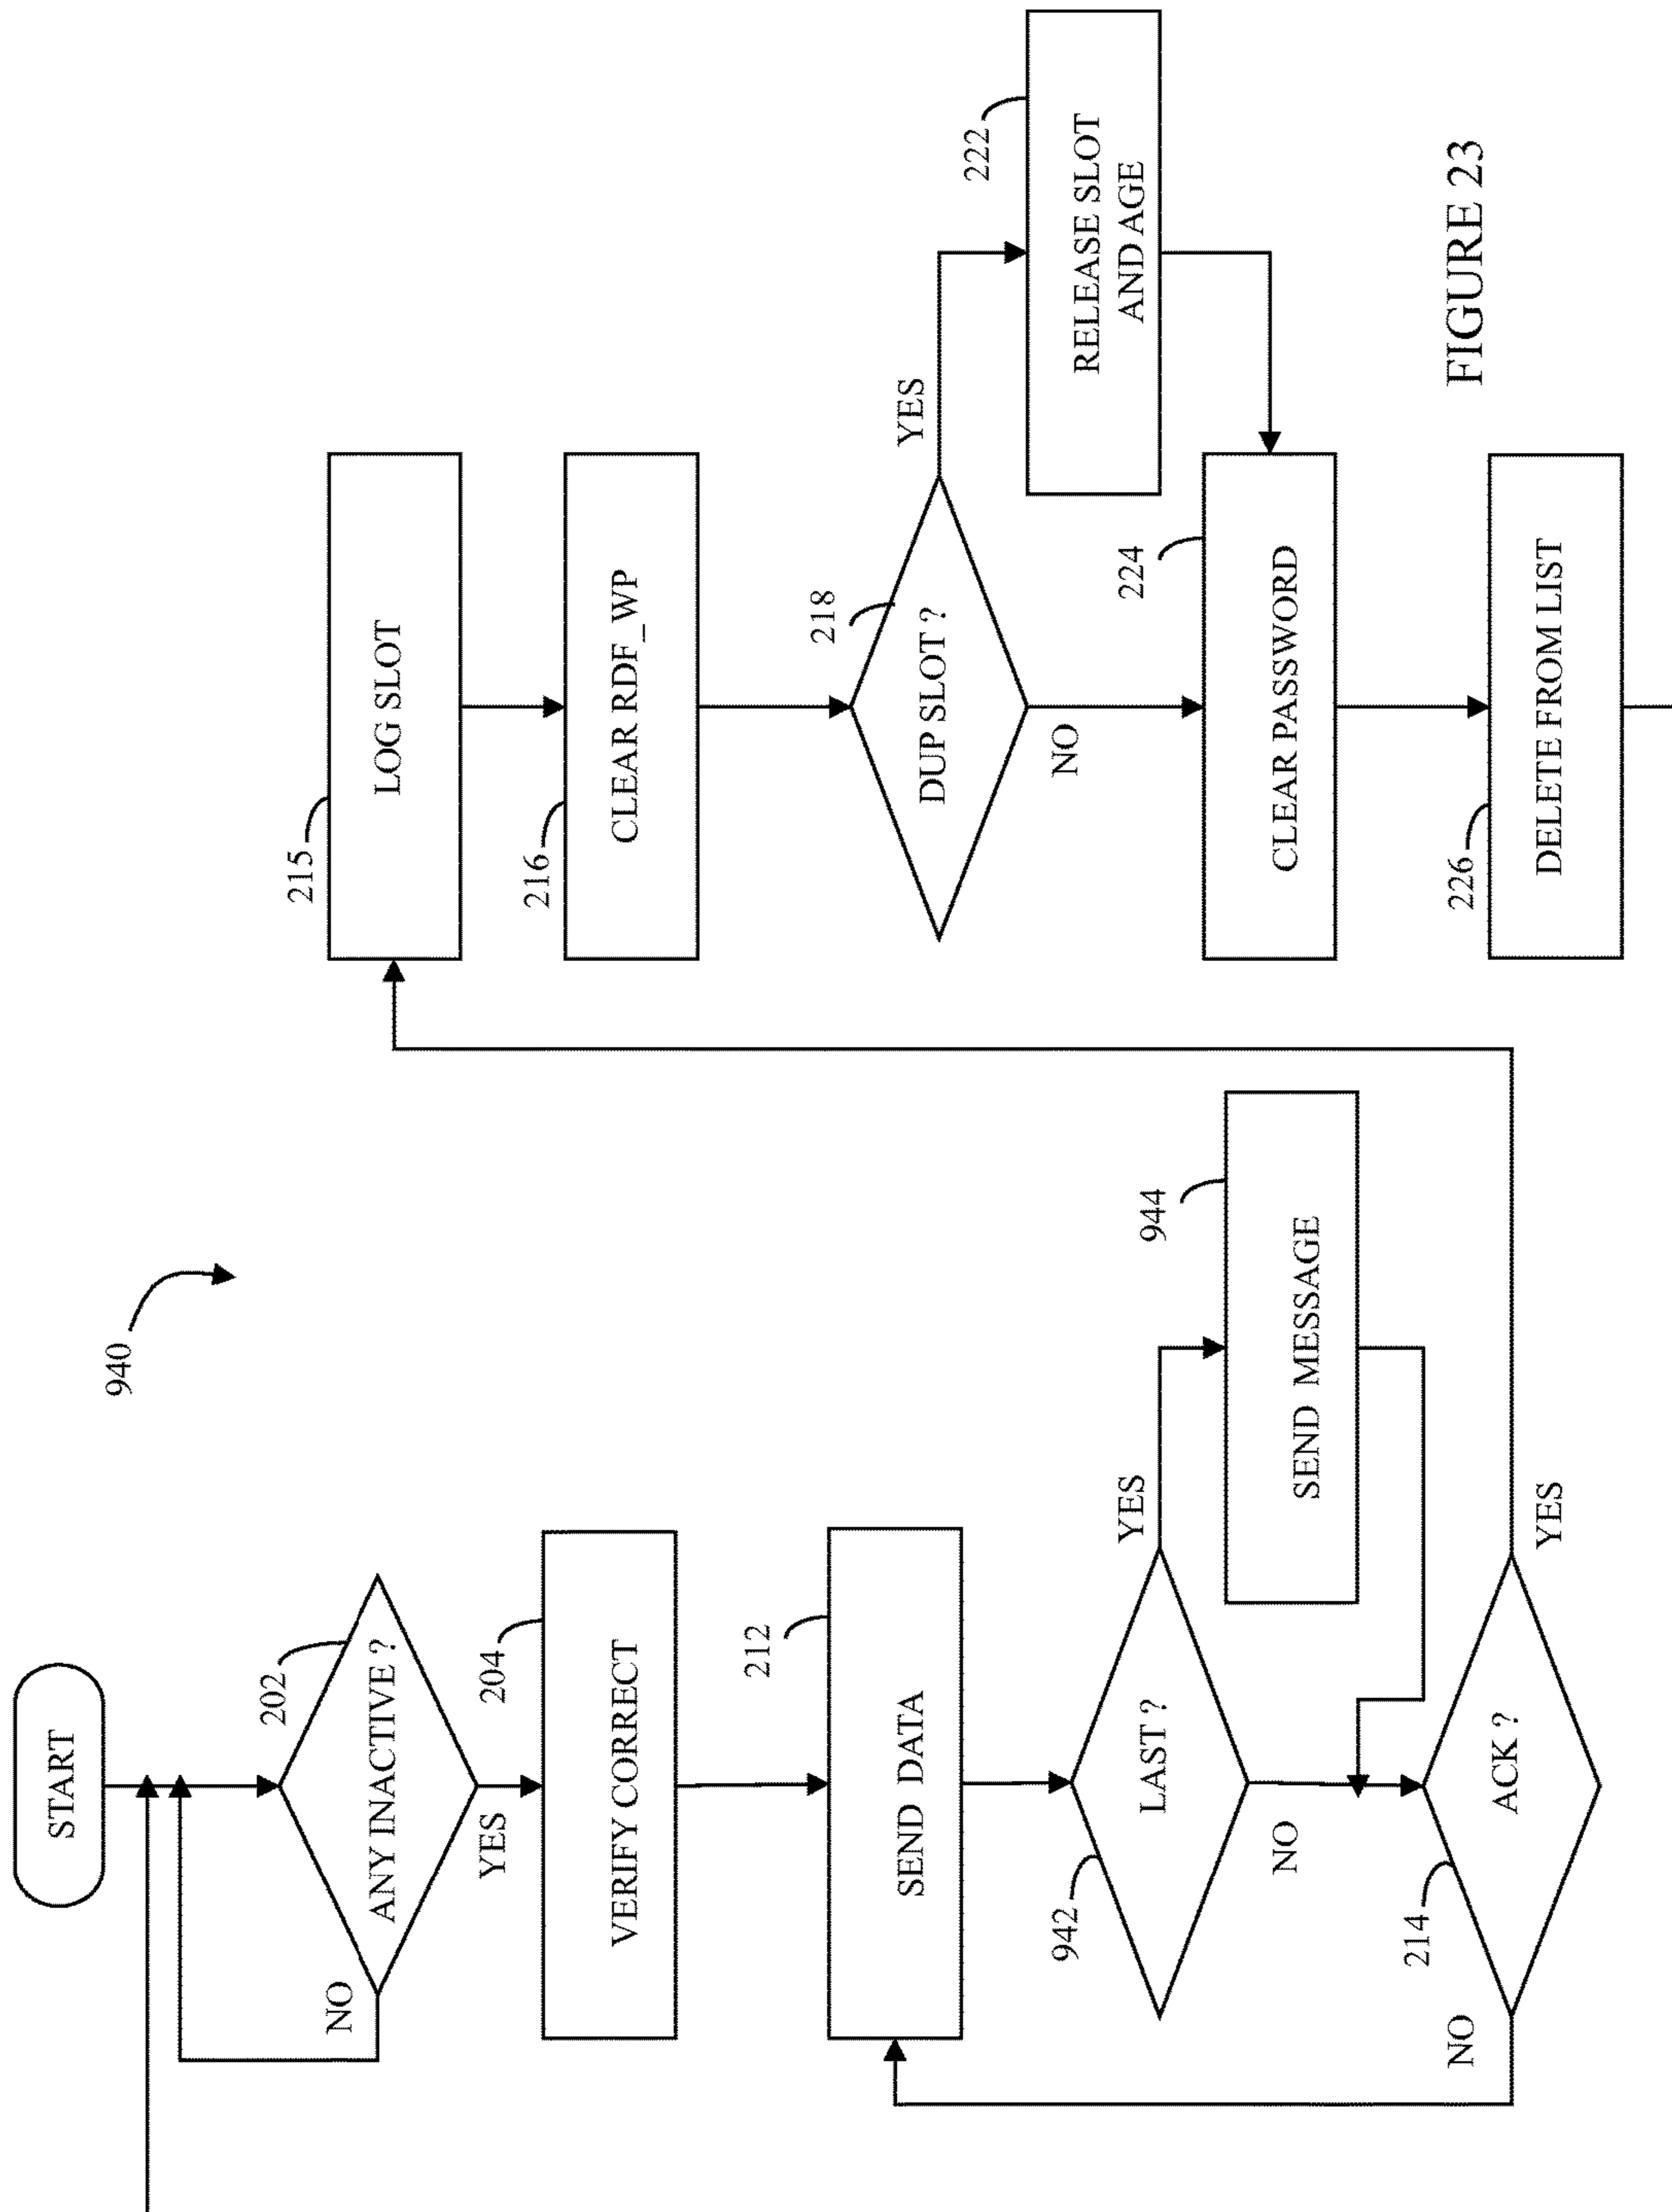 940
START
ANY INACTIVE ?
202
NO
YES
VERIFY CORRECT
204
SEND DATA
212
LAST ?
942
YES
NO
SEND MESSAGE
944
ACK ?
214
NO
YES
LOG SLOT
215
CLEAR RDF_WP
216
DUP SLOT ?
218
YES
NO
RELEASE SLOT
AND AGE
222
CLEAR PASSWORD
224
DELETE FROM LIST
226
FIGURE 23